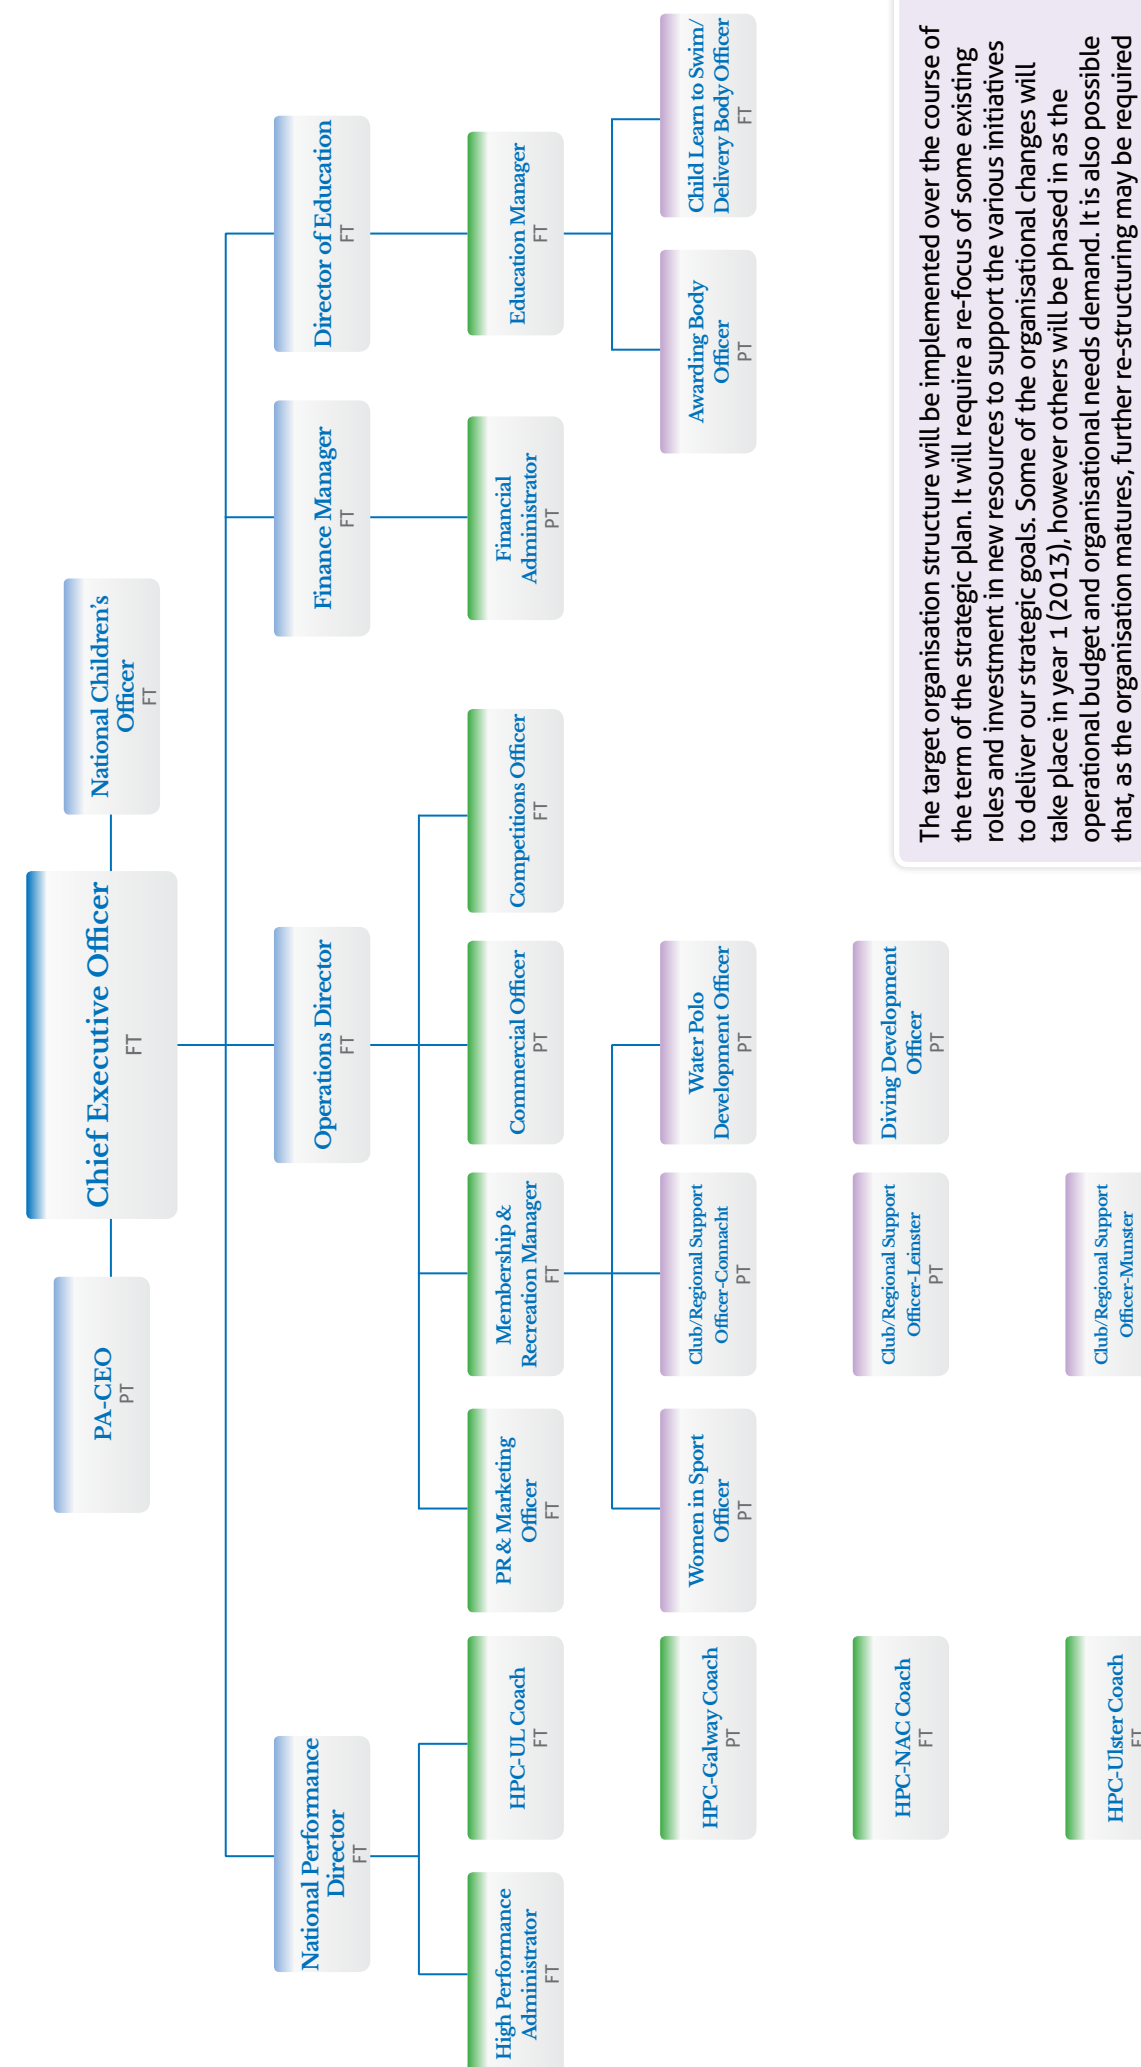 Chief Executive Officer
FT
PA-CEO
PT
National Children's
Officer
FT
National Performance
Director
FT
Operations Director
FT
Finance Manager
FT
Director of Education
FT
High Performance
Administrator
FT
HPC-UL Coach
FT
PR & Marketing
Officer
FT
Membership &
Recreation Manager
FT
Commercial Officer
PT
Competitions Officer
FT
Financial
Administrator
PT
Education Manager
FT
HPC-Galway Coach
PT
Women in Sport
Officer
PT
Club/Regional Support
Officer-Connacht
PT
Water Polo
Development Officer
PT
Awarding Body
Officer
PT
Child Learn to Swim/
Delivery Body Officer
FT
HPC-NAC Coach
FT
Club/Regional Support
Officer-Leinster
PT
Diving Development
Officer
PT
HPC-Ulster Coach
FT
Club/Regional Support
Officer-Munster
The target organisation structure will be implemented over the course of
the term of the strategic plan. It will require a re-focus of some existing
roles and investment in new resources to support the various initiatives
to deliver our strategic goals. Some of the organisational changes will
take place in year 1 (2013), however others will be phased in as the
operational budget and organisational needs demand. It is also possible
that, as the organisation matures, further re-structuring may be required